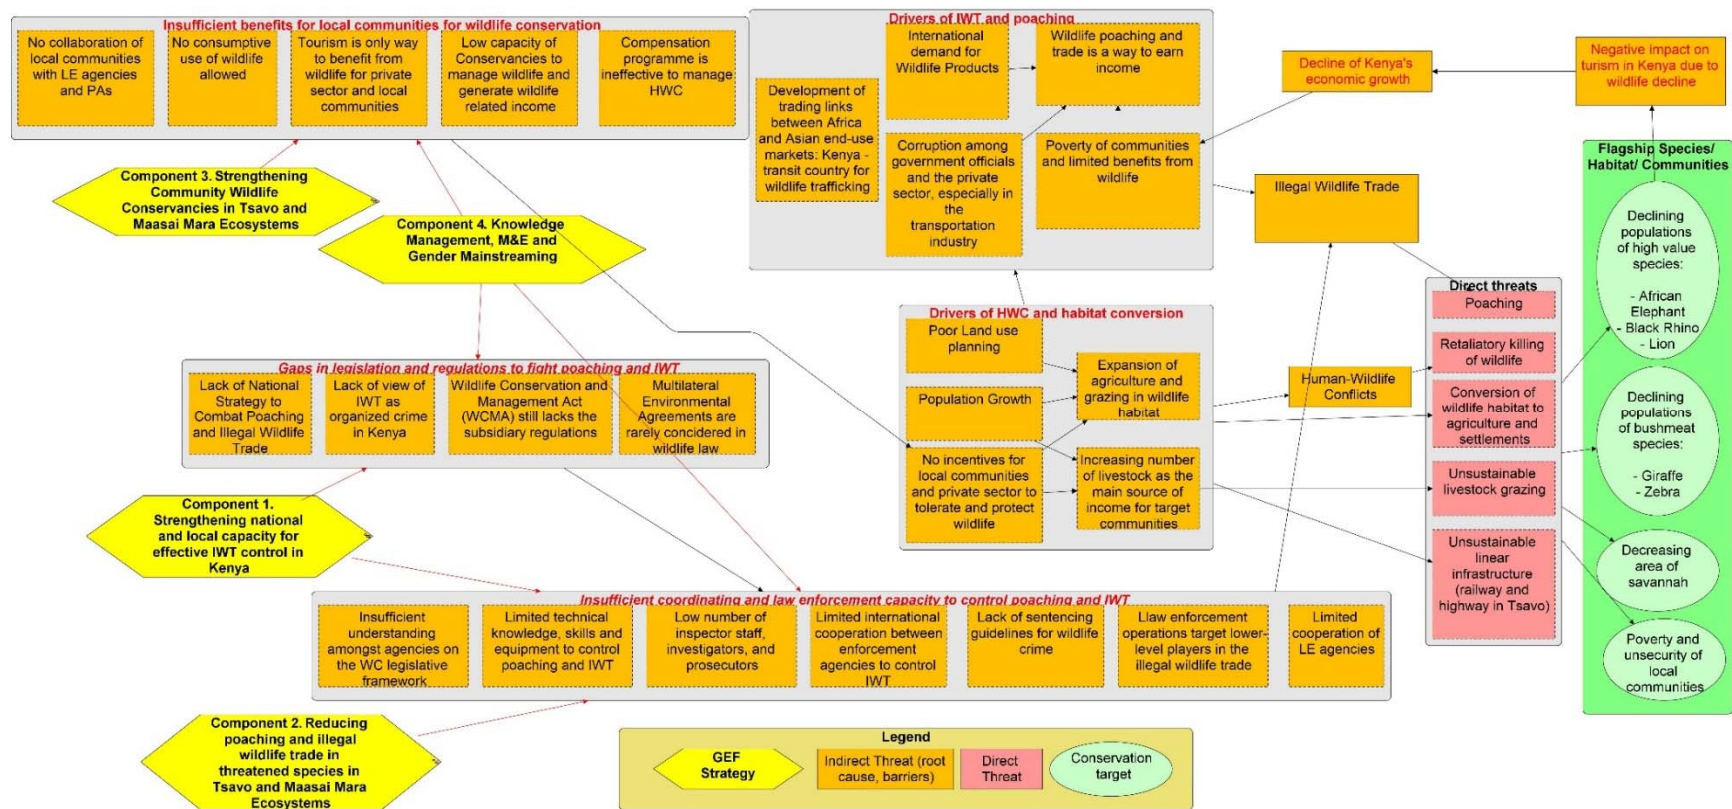 Insufficient benefits for local communities for wildlife conservation
No collaboration of
local communities
with LE agencies
and PAs
No consumptive
use of wildlife
allowed
Tourism is only way
to benefit from
wildlife for private
sector and local
communities
Low capacity of
Conservancies to
manage wildlife and
generate wildlife
related income
Compensation
programme is
ineffective to manage
HWC
Component 3. Strengthening
Community Wildlife
Conservancies in Tsavo and
Maasai Mara Ecosystems
Component 4. Knowledge
Management, M&E and
Gender Mainstreaming
Drivers of IWT and poaching
Development of
trading links
between Africa
and Asian end-use
markets: Kenya -
transit country for
wildlife trafficking
International
demand for
Wildlife Products
Wildlife poaching and
trade is a way to earn
income
Corruption among
government officials
and the private
sector, especially in
the
transportation
industry
Poverty of communities
and limited benefits from
wildlife
Decline of Kenya's
economic growth
Negative impact on
turism in Kenya due to
wildlife decline
Illegal Wildlife Trade
Flagship Species/
Habitat/ Communities
Declining
populations
of high value
species:
- African
Elephant
- Black Rhino
- Lion
Declining
populations
of bushmeat
species:
- Giraffe
- Zebra
Decreasing
area of
savannah
Poverty and
unsecurity of
local
communities
Direct threats
Poaching
Retaliatory killing
of wildlife
Conversion of
wildlife habitat to
agriculture and
settlements
Unsustainable
livestock grazing
Unsustainable
linear
infrastructure
(railway and
highway in Tsavo)
Drivers of HWC and habitat conversion
Poor Land use
planning
Population Growth
No incentives for
local communities
and private sector to
tolerate and protect
wildlife
Expansion of
agriculture and
grazing in wildlife
habitat
Increasing number
of livestock as the
main source of
income for target
communities
Human-Wildlife
Conflicts
Gaps in legislation and regulations to fight poaching and IWT
Lack of National
Strategy to
Combat Poaching
and Illegal Wildlife
Trade
Lack of view of
IWT as
organized crime
in Kenya
Wildlife Conservation and
Management Act
(WCMA) still lacks the
subsidiary regulations
Multilateral
Environmental
Agreements are
rarely concidered in
wildlife law
Component 1.
Strengthening national
and local capacity for
effective IWT control in
Kenya
Insufficient coordinating and law enforcement capacity to control poaching and IWT
Insufficient
understanding
amongst agencies on
the WC legislative
framework
Limited technical
knowledge, skills and
equipment to control
poaching and IWT
Low number of
inspector staff,
investigators, and
prosecutors
Limited international
cooperation between
enforcement
agencies to control
IWT
Lack of sentencing
guidelines for wildlife
crime
Llaw enforcement
operations target lower-
level players in the
illegal wildlife trade
Limited
cooperation of
LE agencies
Component 2. Reducing
poaching and illegal
wildlife trade in
threatened species in
Tsavo and Maasai Mara
Ecosystems
Legend
GEF
Strategy
Indirect Threat (root
cause, barriers)
Direct
Threat
Conservation
target